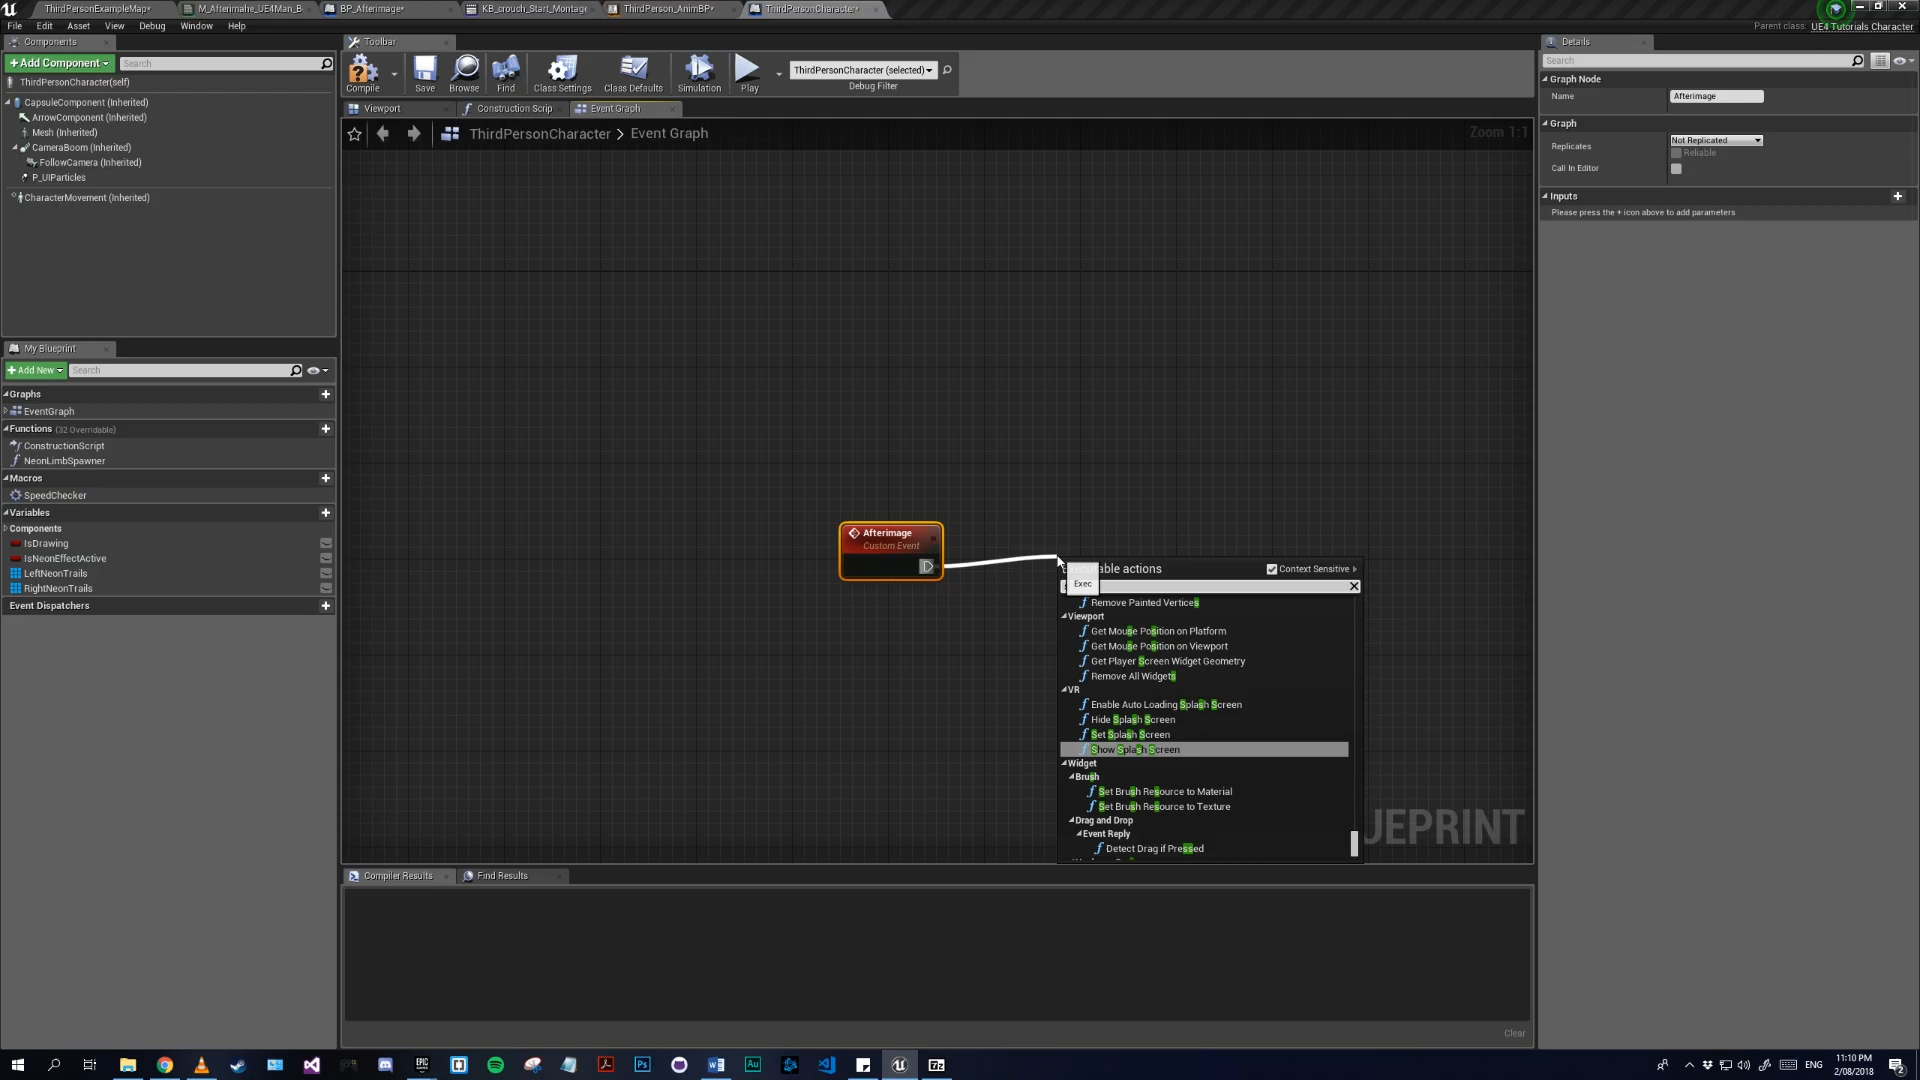 ThirdPersonExampleMap*
M_Afterimahe_UE4Man_B
BP_Afterimage*
KB_crouch_Start_Montage
ThirdPerson_AnimBP*
ThirdPersonCharacter*
File Edit Asset View Debug Window Help
Parent class: UE4 Tutorials Character
Components
+Add Component
Search
ThirdPersonCharacter(self)
CapsuleComponent (Inherited)
ArrowComponent (Inherited)
Mesh (Inherited)
CameraBoom (Inherited)
FollowCamera (Inherited)
P_UIParticles
CharacterMovement (Inherited)
My Blueprint
+Add New
Search
Graphs
EventGraph
Functions (32 Overridable)
ConstructionScript
NeonLimbSpawner
Macros
SpeedChecker
Variables
Components
IsDrawing
IsNeonEffectActive
LeftNeonTrails
RightNeonTrails
Event Dispatchers
Toolbar
Compile
Save
Browse
Find
Class Settings
Class Defaults
Simulation
Play
ThirdPersonCharacter (selected)
Debug Filter
Viewport
Construction Scrip
Event Graph
ThirdPersonCharacter > Event Graph
Zoom 1:1
Afterimage
Custom Event
able actions
Context Sensitive
Exec
Remove Painted Vertices
Viewport
Get Mouse Position on Platform
Get Mouse Position on Viewport
Get Player Screen Widget Geometry
Remove All Widgets
VR
Enable Auto Loading Splash Screen
Hide Splash Screen
Set Splash Screen
Show Splash Screen
Widget
Brush
Set Brush Resource to Material
Set Brush Resource to Texture
Drag and Drop
Event Reply
Detect Drag if Pressed
UEPRINT
Compiler Results
Find Results
Clear
Details
Search
Graph Node
Name
Afterimage
Graph
Replicates
Not Replicated
Reliable
Call In Editor
Inputs
Please press the + icon above to add parameters
ENG
11:10 PM
2/08/2018